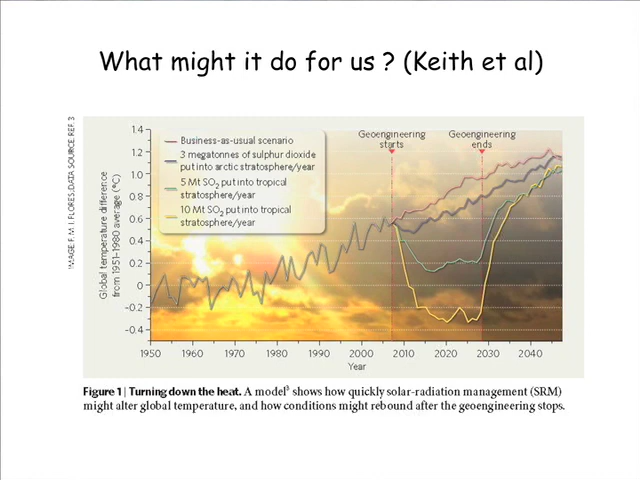 What might it do for us ? (Keith et al)
IMAGE F. M. I. FLORES, DATA SOURCE REF. 3
Global temperature difference
from 1951–1980 average (°C)
1.4
1.2
1.0
0.8
0.6
0.4
0.2
0
–0.2
–0.4
Business-as-usual scenario
3 megatonnes of sulphur dioxide
put into arctic stratosphere/year
5 Mt SO2 put into tropical
stratosphere/year
10 Mt SO2 put into tropical
stratosphere/year
Geoengineering
starts
Geoengineering
ends
1950 1960 1970 1980 1990 2000 2010 2020 2030 2040
Year
Figure 1 | Turning down the heat. A model3 shows how quickly solar-radiation management (SRM)
might alter global temperature, and how conditions might rebound after the geoengineering stops.